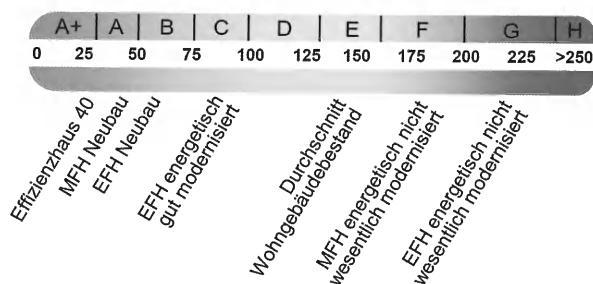 A+ A B C D E F G H
0 25 50 75 100 125 150 175 200 225 >250
Effizienzhaus 40
MFH Neubau
EFH Neubau
EFH energetisch
gut modernisiert
Durchschnitt
Wohngebäudebestand
MFH energetisch nicht
wesentlich modernisiert
EFH energetisch nicht
wesentlich modernisiert